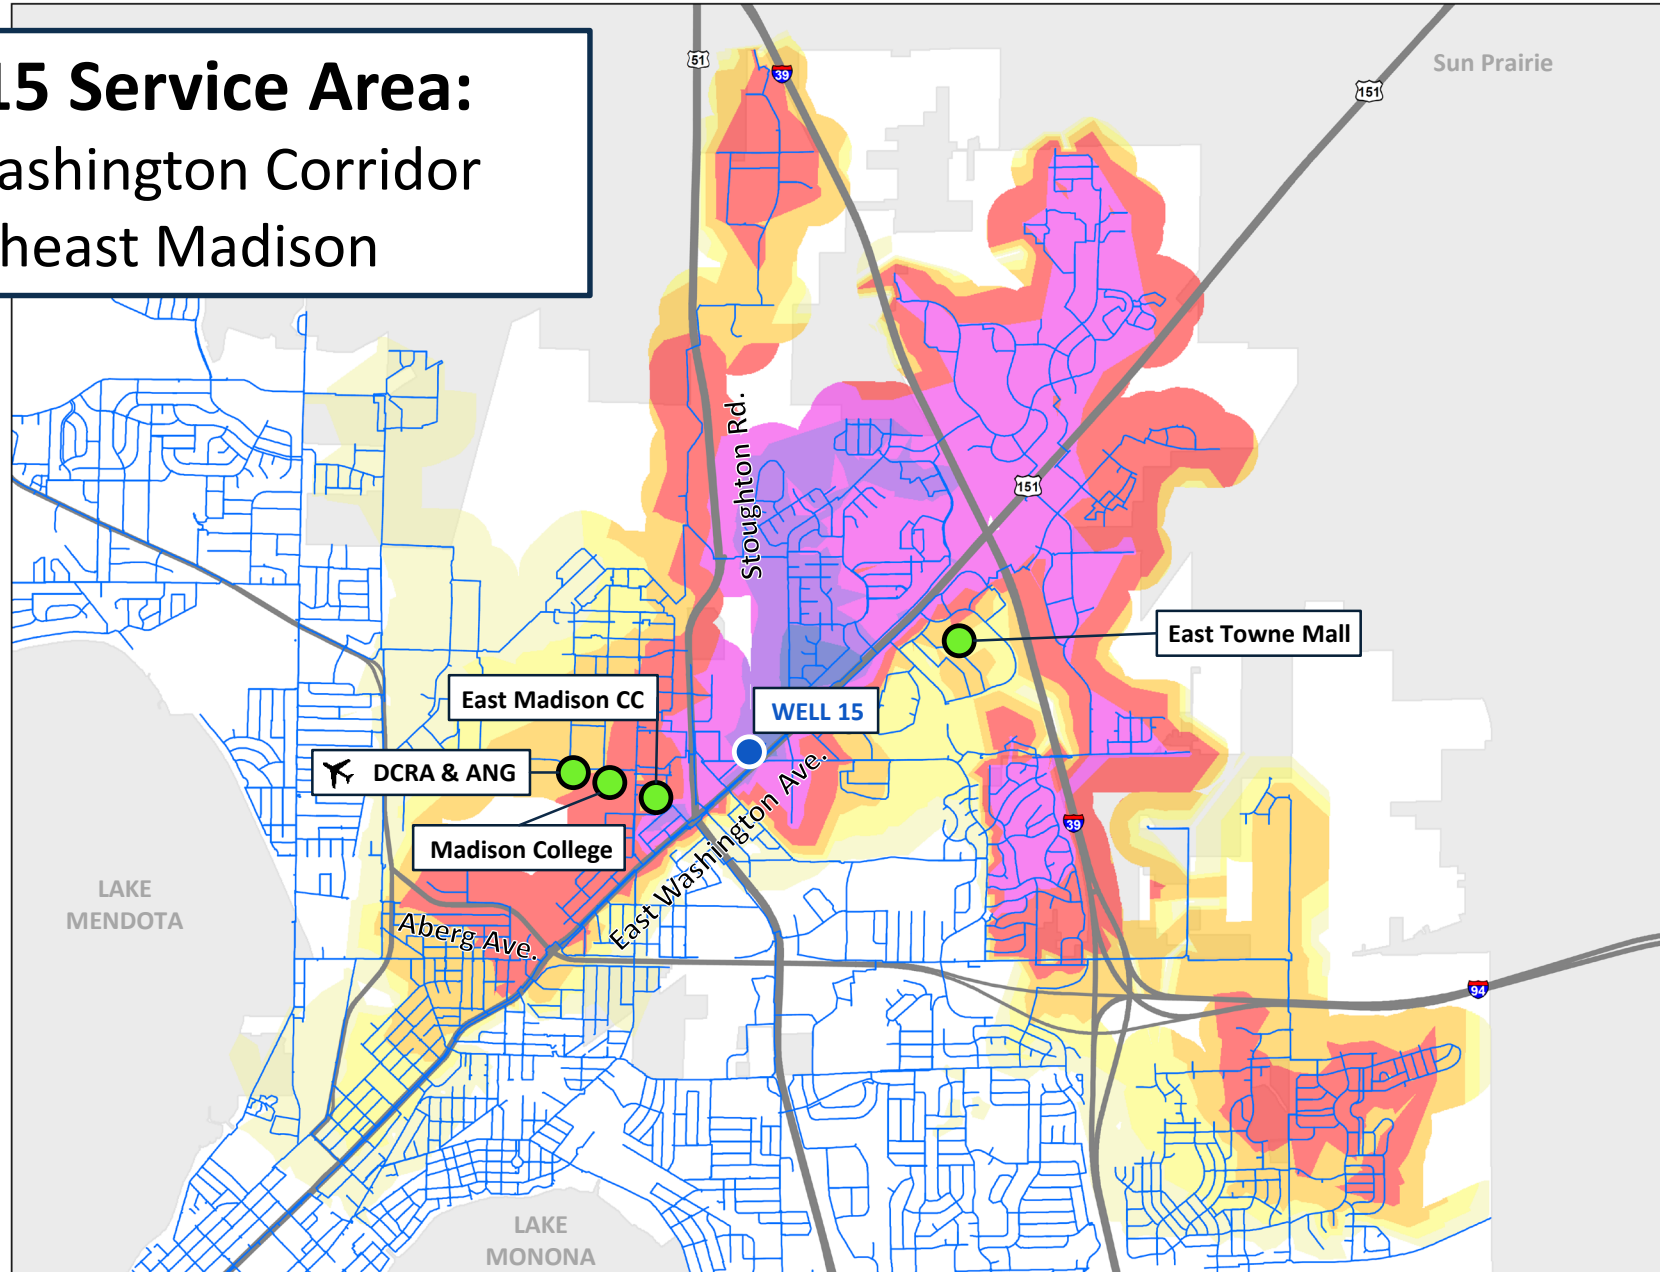 15 Service Area:
ashington Corridor
heast Madison
51
39
Sun Prairie
151
Stoughton Rd.
151
East Towne Mall
East Madison CC
WELL 15
DCRA & ANG
Madison College
East Washington Ave.
39
LAKE
MENDOTA
Aberg Ave.
94
LAKE
MONONA